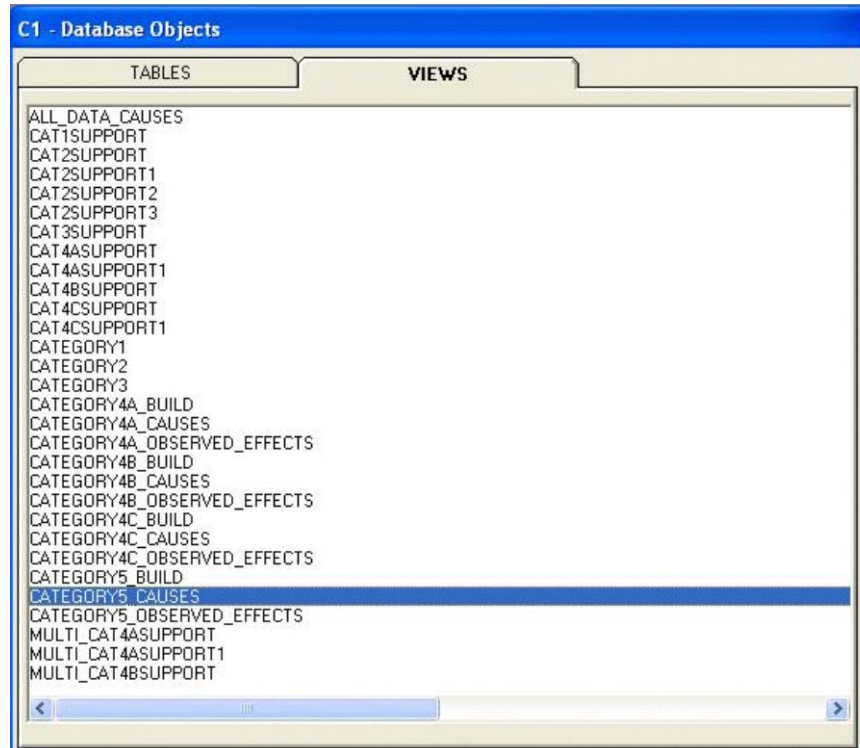 C1 - Database Objects
TABLES VIEWS
ALL_DATA_CAUSES
CAT1SUPPORT
CAT2SUPPORT
CAT2SUPPORT1
CAT2SUPPORT2
CAT2SUPPORT3
CAT3SUPPORT
CAT4ASUPPORT
CAT4ASUPPORT1
CAT4BSUPPORT
CAT4CSUPPORT
CAT4CSUPPORT1
CATEGORY1
CATEGORY2
CATEGORY3
CATEGORY4A_BUILD
CATEGORY4A_CAUSES
CATEGORY4A_OBSERVED_EFFECTS
CATEGORY4B_BUILD
CATEGORY4B_CAUSES
CATEGORY4B_OBSERVED_EFFECTS
CATEGORY4C_BUILD
CATEGORY4C_CAUSES
CATEGORY4C_OBSERVED_EFFECTS
CATEGORY5_BUILD
CATEGORY5_CAUSES
CATEGORY5_OBSERVED_EFFECTS
MULTI_CAT4ASUPPORT
MULTI_CAT4ASUPPORT1
MULTI_CAT4BSUPPORT